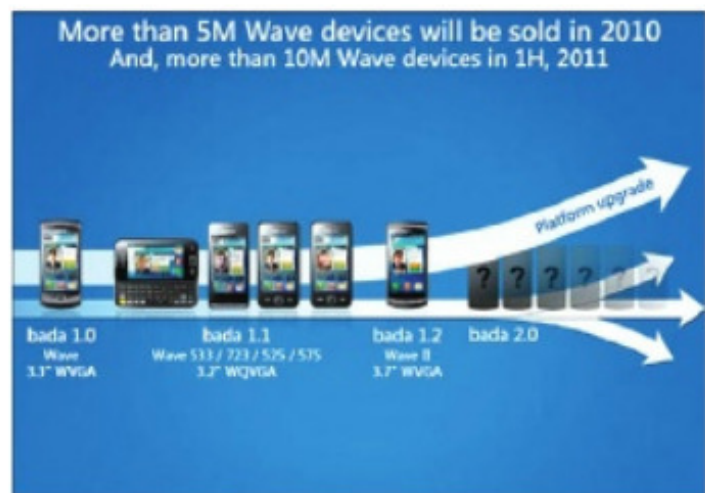 More than 5M Wave devices will be sold in 2010
And, more than 10M Wave devices in 1H, 2011
Platform upgrade
? ? ? ? ? ?
bada 1.0
Wave
3.3" WVGA
bada 1.1
Wave 533 / 723 / 525 / 575
3.2" WQVGA
bada 1.2
Wave II
3.7" WVGA
bada 2.0